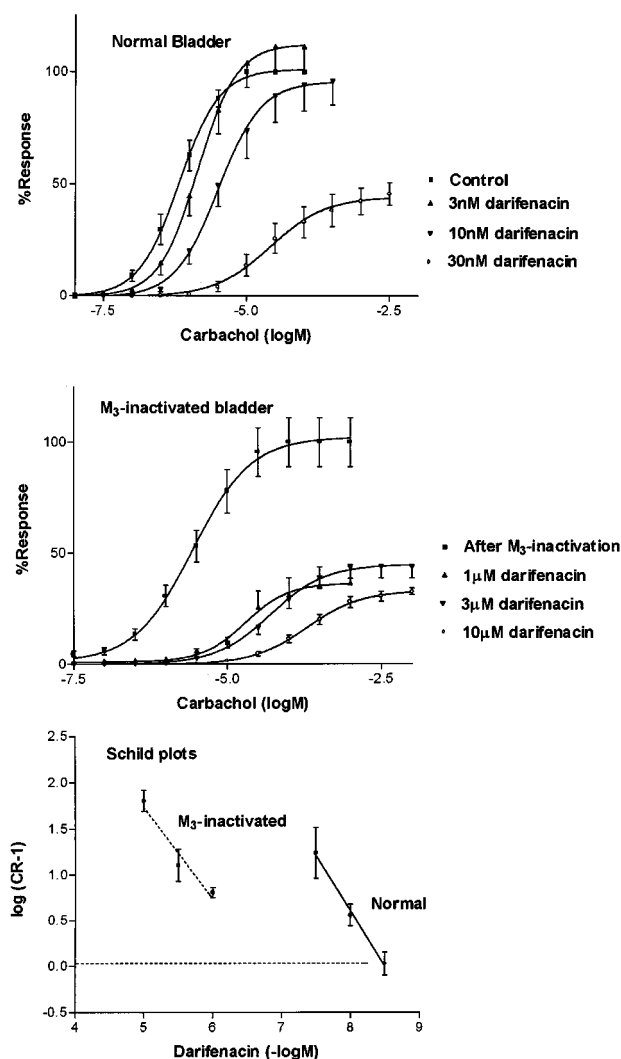 Normal Bladder
100
50
0
%Response
-7.5 -5.0 -2.5
Carbachol (logM)
Control
3nM darifenacin
10nM darifenacin
30nM darifenacin
M3-inactivated bladder
100
50
0
%Response
-7.5 -5.0 -2.5
Carbachol (logM)
After M3-inactivation
1μM darifenacin
3μM darifenacin
10μM darifenacin
Schild plots
2.5
2.0
1.5
1.0
0.5
0.0
-0.5
log (CR-1)
M3-inactivated
Normal
4 5 6 7 8 9
Darifenacin (-logM)